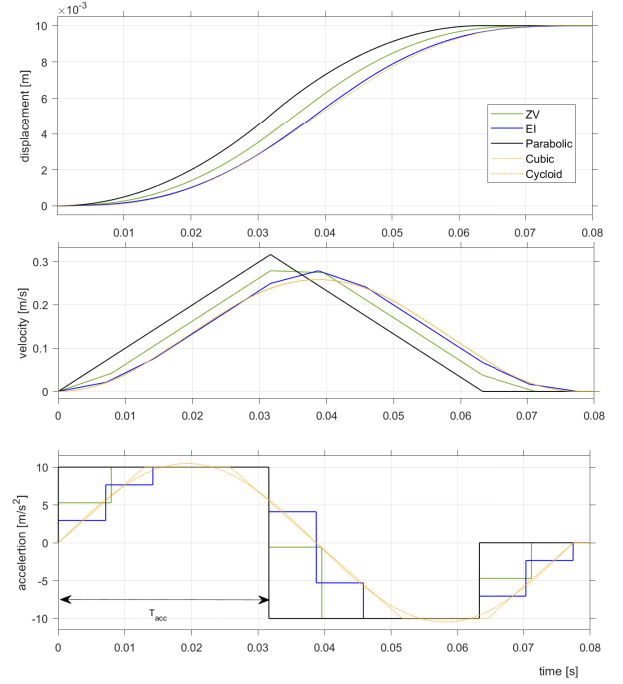 ×10⁻³
10
8
6
4
2
0
displacement [m]
ZV
EI
Parabolic
Cubic
Cycloid
0.01 0.02 0.03 0.04 0.05 0.06 0.07 0.08
0.3
0.2
0.1
0
velocity [m/s]
0 0.01 0.02 0.03 0.04 0.05 0.06 0.07 0.08
10
5
0
-5
-10
accelertion [m/s²]
T_acc
0 0.01 0.02 0.03 0.04 0.05 0.06 0.07 0.08
time [s]